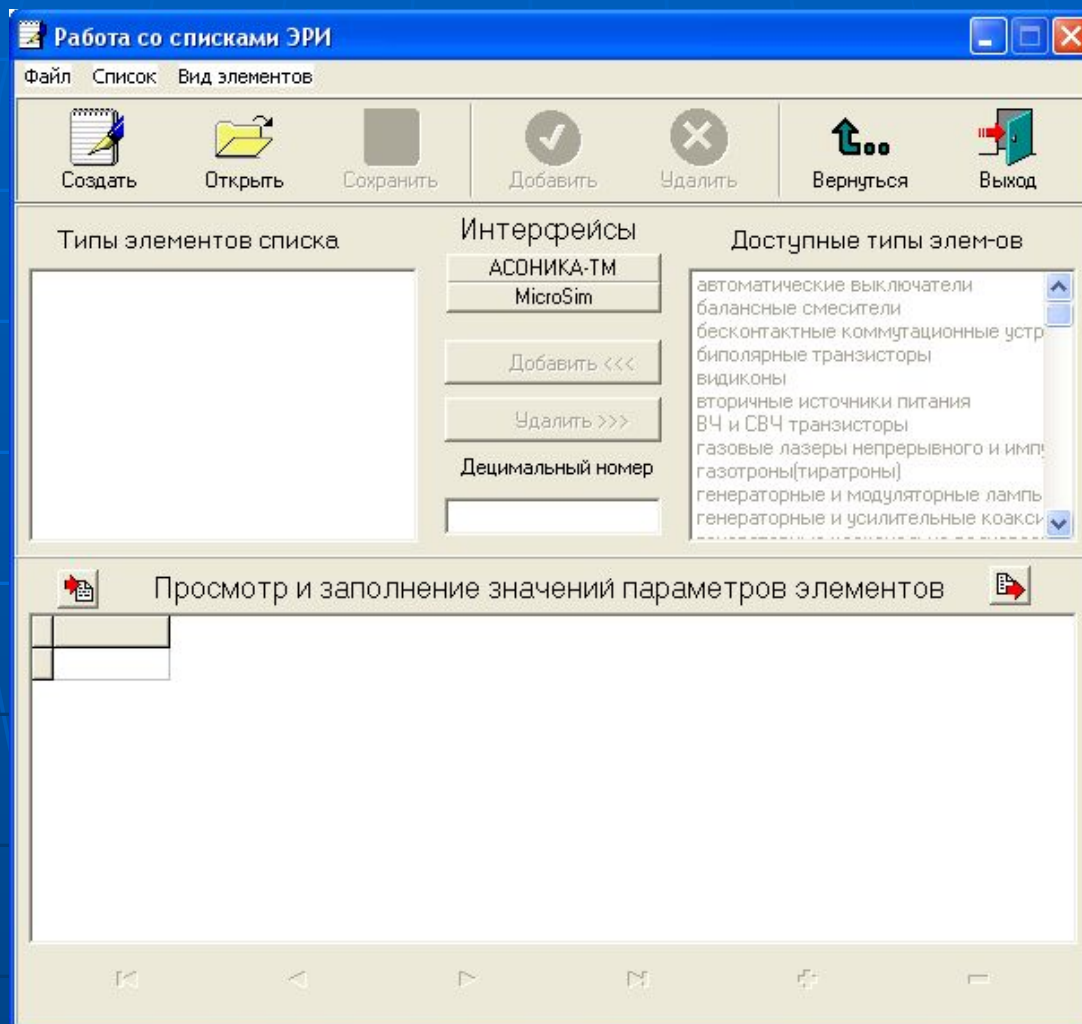 Работа со списками ЭРИ
Файл Список Вид элементов
Создать Открыть Сохранить Добавить Удалить Вернуться Выход
Типы элементов списка
Интерфейсы
АСОНИКА-ТМ
MicroSim
Добавить <<<
Удалить >>>
Децимальный номер
Доступные типы элем-ов
автоматические выключатели
балансные смесители
бесконтактные коммутационные устр
биполярные транзисторы
видиконы
вторичные источники питания
ВЧ и СВЧ транзисторы
газовые лазеры непрерывного и импу
газотроны(тиратроны)
генераторные и модуляторные лампы
генераторные и усилительные коакси
Просмотр и заполнение значений параметров элементов